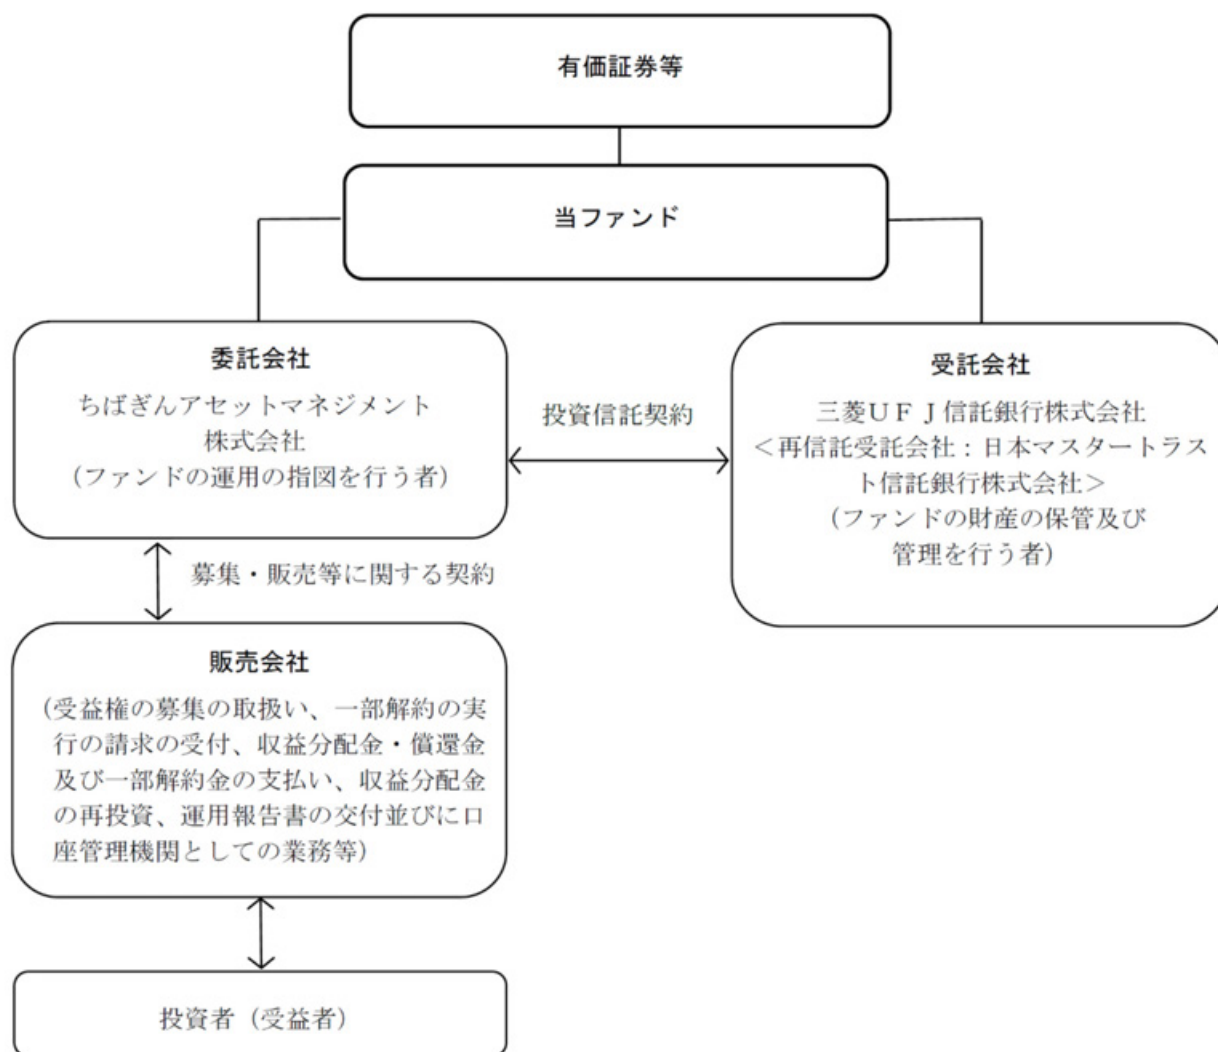 有価証券等
当ファンド
委託会社
ちばぎんアセットマネジメント
株式会社
(ファンドの運用の指図を行う者)
投資信託契約
受託会社
三菱UFJ信託銀行株式会社
<再信託受託会社：日本マスタートラス
ト信託銀行株式会社>
(ファンドの財産の保管及び
管理を行う者)
募集・販売等に関する契約
販売会社
(受益権の募集の取扱い、一部解約の実
行の請求の受付、収益分配金・償還金
及び一部解約金の支払い、収益分配金
の再投資、運用報告書の交付並びに口
座管理機関としての業務等)
投資者（受益者）